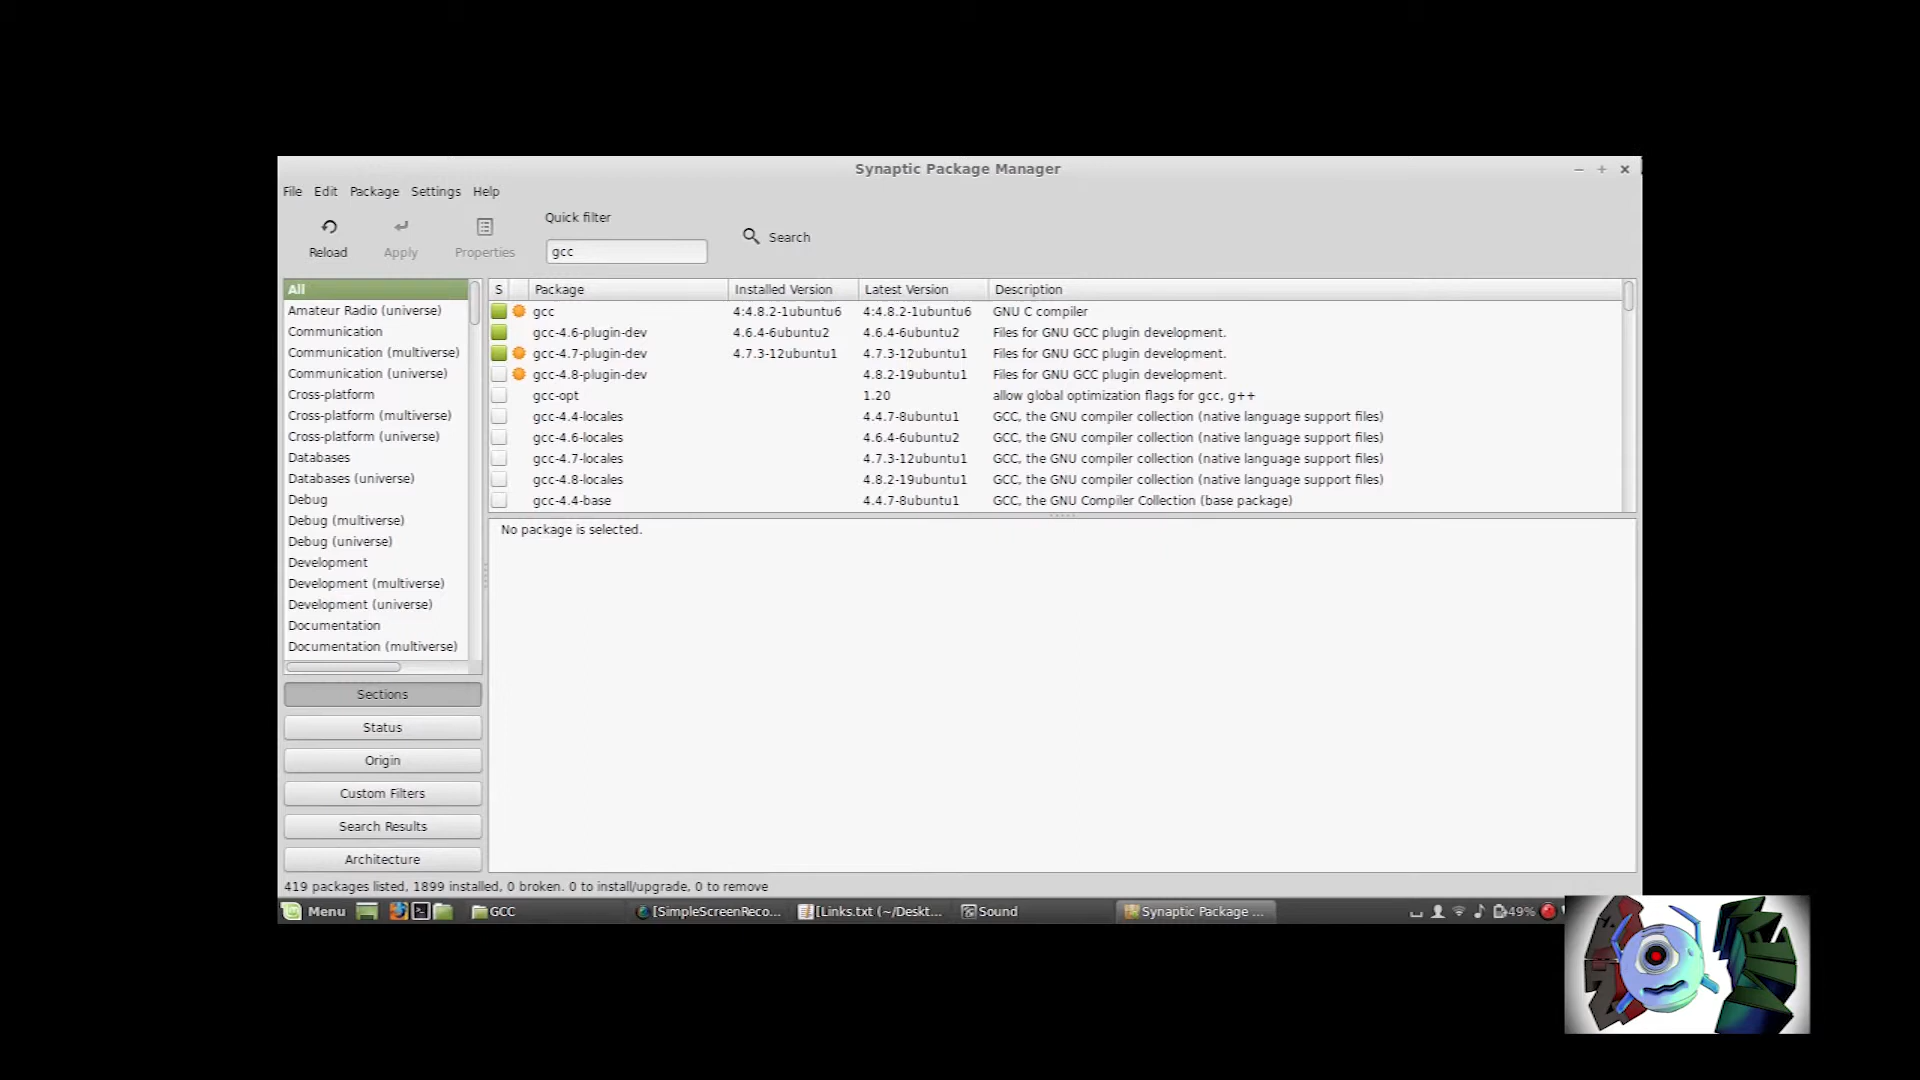 Synaptic Package Manager
File Edit Package Settings Help
Quick filter
Reload Apply Properties gcc Search
All
Amateur Radio (universe)
Communication
Communication (multiverse)
Communication (universe)
Cross-platform
Cross-platform (multiverse)
Cross-platform (universe)
Databases
Databases (universe)
Debug
Debug (multiverse)
Debug (universe)
Development
Development (multiverse)
Development (universe)
Documentation
Documentation (multiverse)
Sections
Status
Origin
Custom Filters
Search Results
Architecture
S Package Installed Version Latest Version Description
gcc 4:4.8.2-1ubuntu6 4:4.8.2-1ubuntu6 GNU C compiler
gcc-4.6-plugin-dev 4.6.4-6ubuntu2 4.6.4-6ubuntu2 Files for GNU GCC plugin development.
gcc-4.7-plugin-dev 4.7.3-12ubuntu1 4.7.3-12ubuntu1 Files for GNU GCC plugin development.
gcc-4.8-plugin-dev 4.8.2-19ubuntu1 Files for GNU GCC plugin development.
gcc-opt 1.20 allow global optimization flags for gcc, g++
gcc-4.4-locales 4.4.7-8ubuntu1 GCC, the GNU compiler collection (native language support files)
gcc-4.6-locales 4.6.4-6ubuntu2 GCC, the GNU compiler collection (native language support files)
gcc-4.7-locales 4.7.3-12ubuntu1 GCC, the GNU compiler collection (native language support files)
gcc-4.8-locales 4.8.2-19ubuntu1 GCC, the GNU compiler collection (native language support files)
gcc-4.4-base 4.4.7-8ubuntu1 GCC, the GNU Compiler Collection (base package)
No package is selected.
419 packages listed, 1899 installed, 0 broken. 0 to install/upgrade, 0 to remove
Menu GCC [SimpleScreenReco... [Links.txt (~/Deskt... Sound Synaptic Package ... 49%